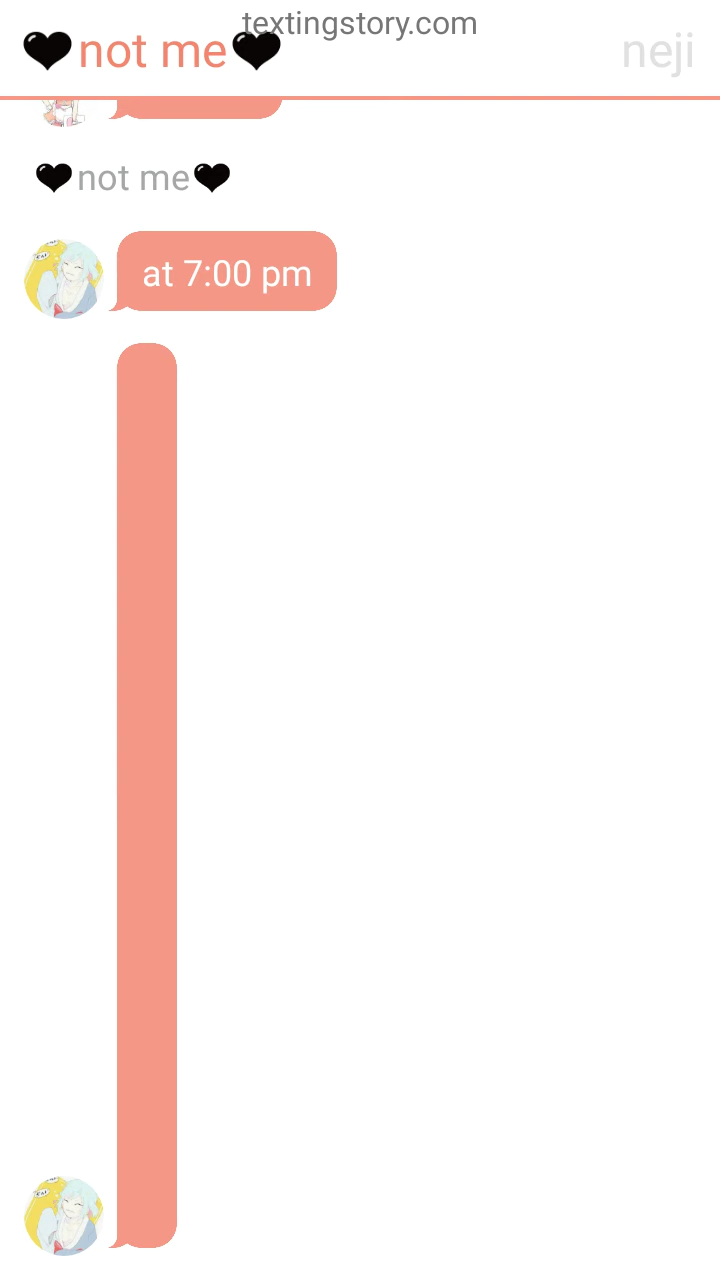 textingstory.com
🖤not me🖤 neji
🖤not me🖤
at 7:00 pm